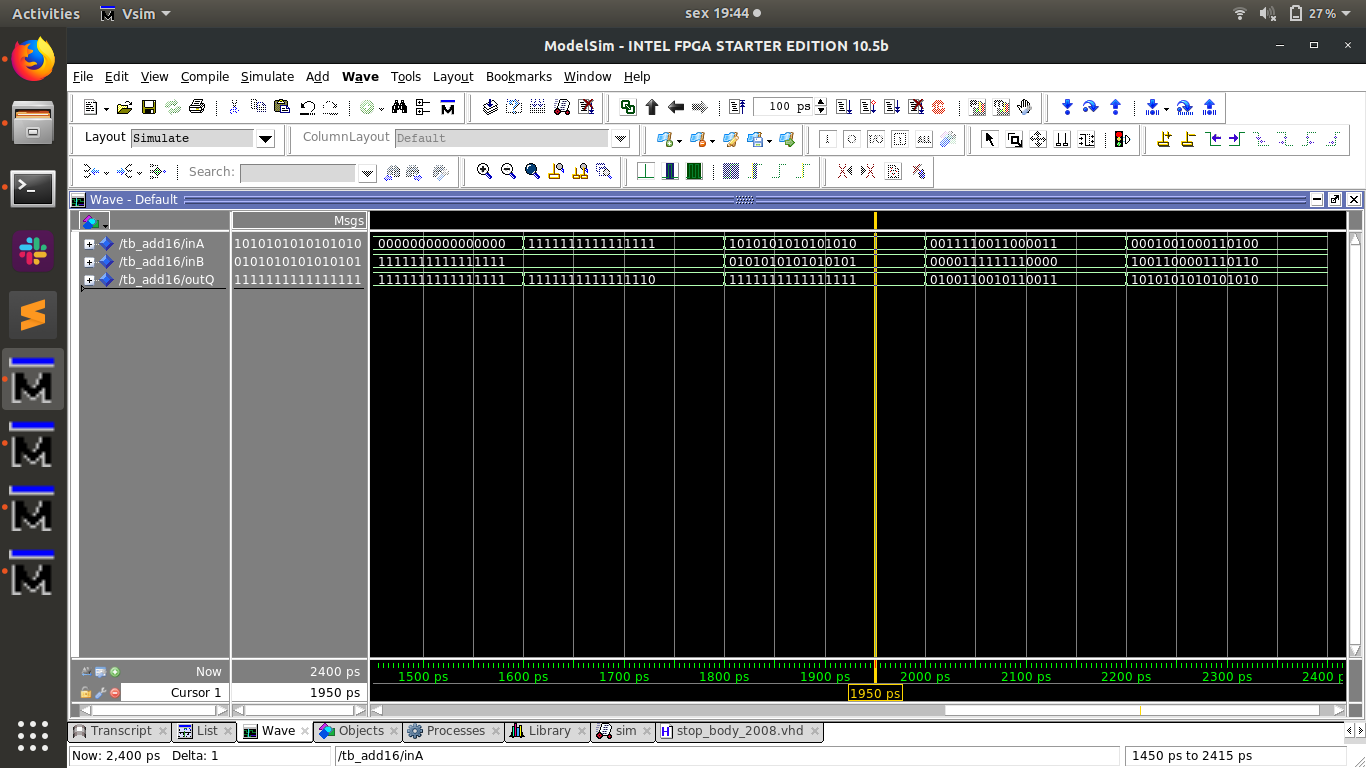 Activities Vsim sex 19:44 27%
ModelSim - INTEL FPGA STARTER EDITION 10.5b
File Edit View Compile Simulate Add Wave Tools Layout Bookmarks Window Help
100 ps
Layout Simulate ColumnLayout Default
Search:
Wave - Default
Msgs
/tb_add16/inA 1010101010101010 0000000000000000 1111111111111111 1010101010101010 0011110011000011 0001001000110100
/tb_add16/inB 0101010101010101 1111111111111111 0101010101010101 0000111111110000 1001100001110110
/tb_add16/outQ 1111111111111111 1111111111111111 1111111111111110 1111111111111111 0100110010110011 1010101010101010
Now 2400 ps 1500 ps 1600 ps 1700 ps 1800 ps 1900 ps 2000 ps 2100 ps 2200 ps 2300 ps 2400 p
Cursor 1 1950 ps 1950 ps
Transcript List Wave Objects Processes Library sim stop_body_2008.vhd
Now: 2,400 ps Delta: 1 /tb_add16/inA 1450 ps to 2415 ps